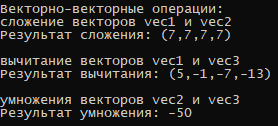 Векторно-векторные операции:
сложение векторов vec1 и vec2
Результат сложения: (7,7,7,7)
вычитание векторов vec1 и vec3
Результат вычитания: (5,-1,-7,-13)
умножения векторов vec2 и vec3
Результат умножения: -50